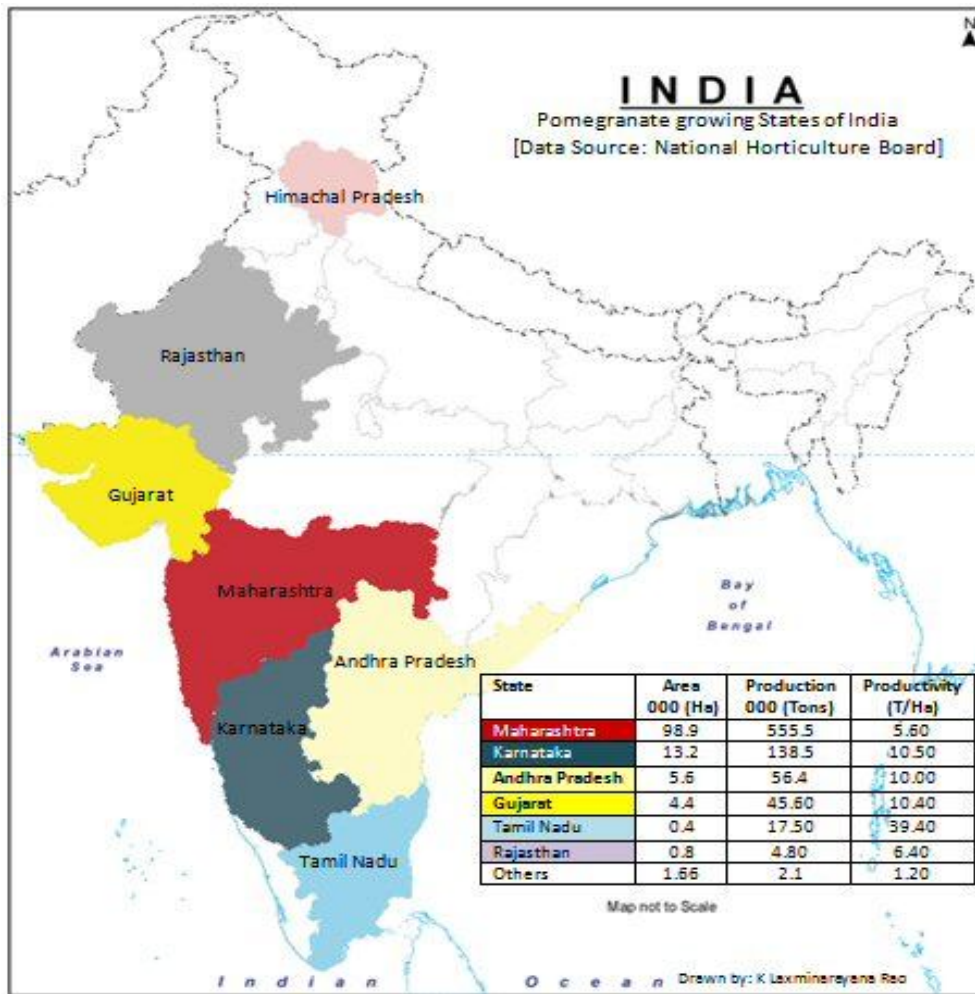 N
I N D I A
Pomegranate growing States of India
[Data Source: National Horticulture Board]
Himachal Pradesh
Rajasthan
Gujarat
Maharashtra
Bay
of
Bengal
Arabian
Sea
Andhra Pradesh
Karnataka
Tamil Nadu
State Area 000 (Ha) Production 000 (Tons) Productivity (T/Ha)
Maharashtra 98.9 555.5 5.60
Karnataka 13.2 138.5 10.50
Andhra Pradesh 5.6 56.4 10.00
Gujarat 4.4 45.60 10.40
Tamil Nadu 0.4 17.50 39.40
Rajasthan 0.8 4.80 6.40
Others 1.66 2.1 1.20
Map not to Scale
I n d i a n O c e a n
Drawn by: K Laxminarayana Rao